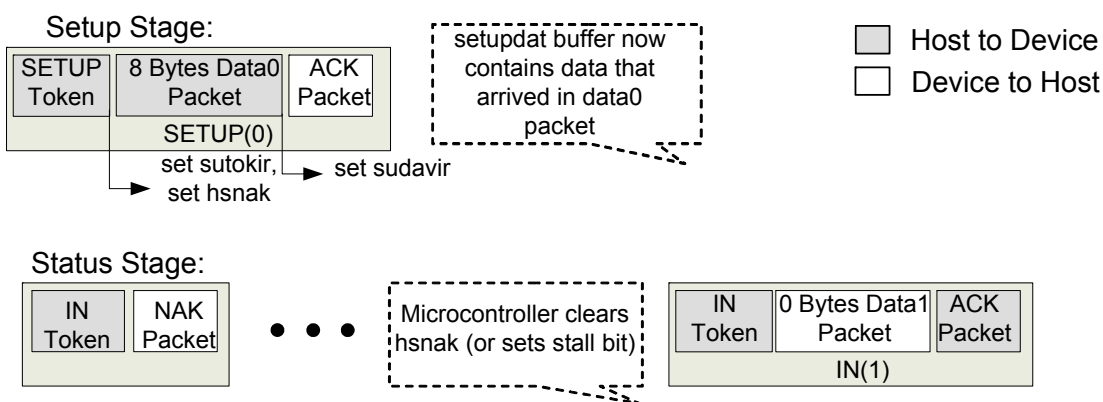 Setup Stage:
SETUP
Token
8 Bytes Data0
Packet
ACK
Packet
SETUP(0)
set sutokir,
set hsnak
set sudavir
setupdat buffer now
contains data that
arrived in data0
packet
Host to Device
Device to Host
Status Stage:
IN
Token
NAK
Packet
• • •
Microcontroller clears
hsnak (or sets stall bit)
IN
Token
0 Bytes Data1
Packet
ACK
Packet
IN(1)